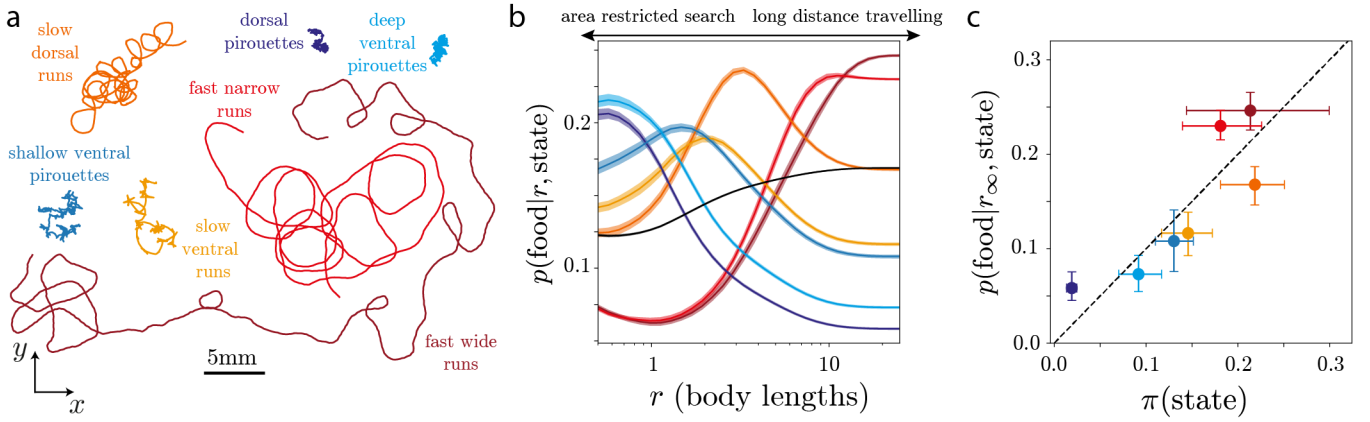 a
slow
dorsal
runs
dorsal
pirouettes
deep
ventral
pirouettes
fast narrow
runs
shallow ventral
pirouettes
slow
ventral
runs
fast wide
runs
5mm
y
x
b
area restricted search long distance travelling
p(food|r, state)
0.2
0.1
1
10
r (body lengths)
c
p(food|r∞, state)
0.3
0.2
0.1
0.0
0.0
0.1
0.2
0.3
π(state)